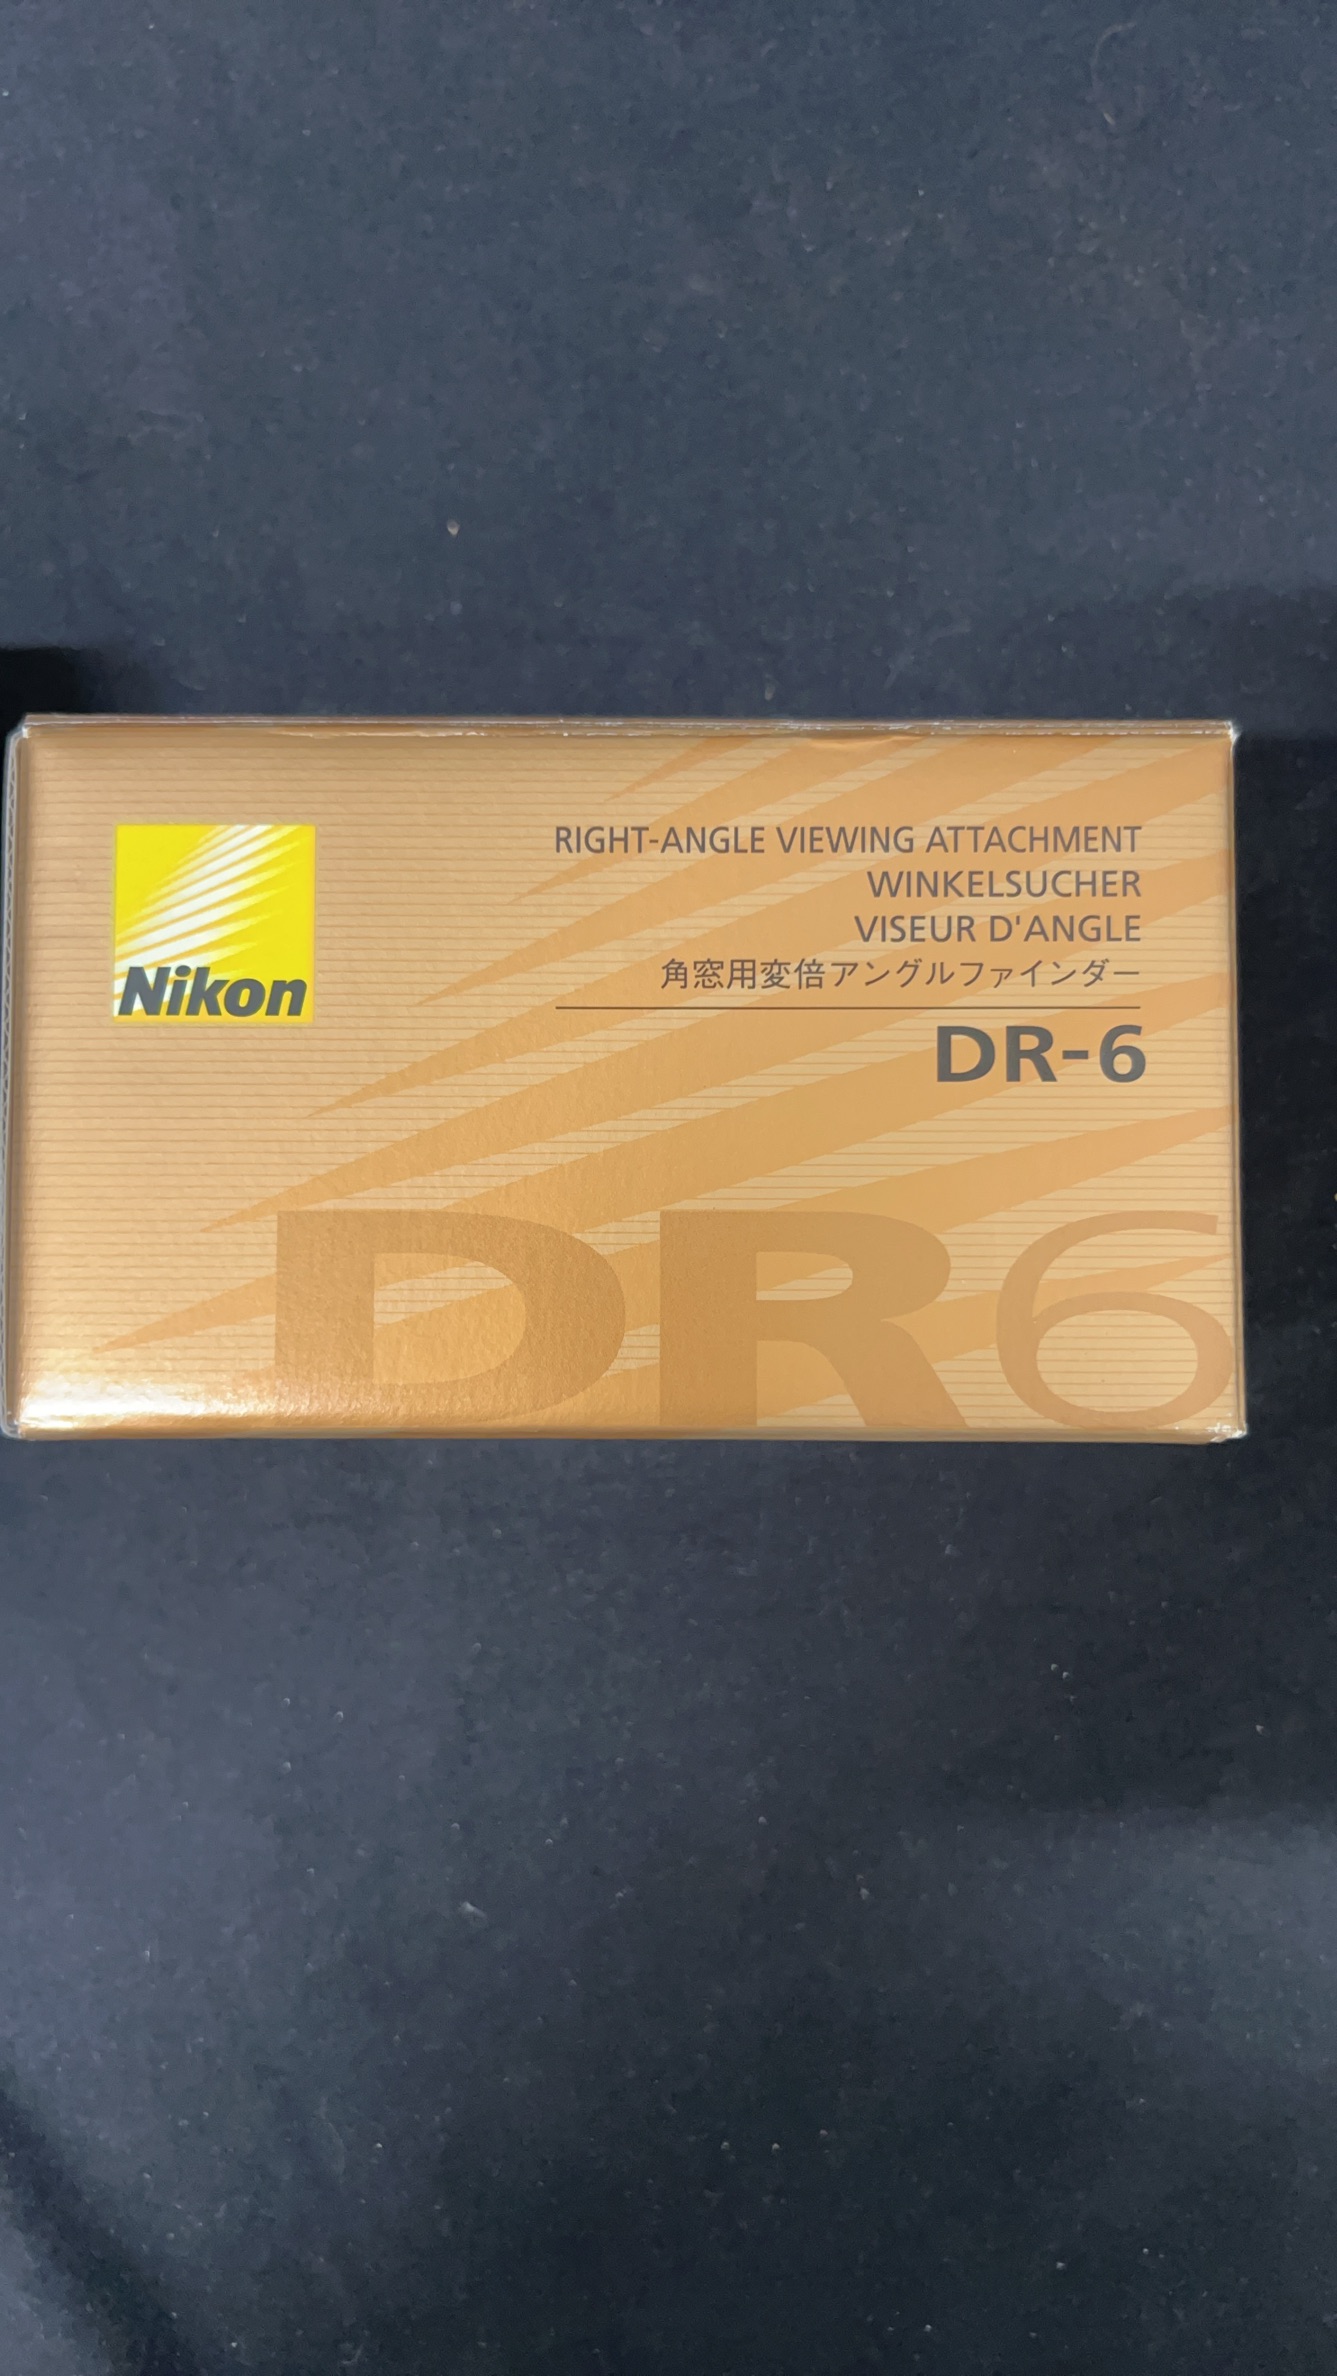 Nikon
RIGHT-ANGLE VIEWING ATTACHMENT
WINKELSUCHER
VISEUR D'ANGLE
角窓用変倍アングルファインダー
DR-6
DR6